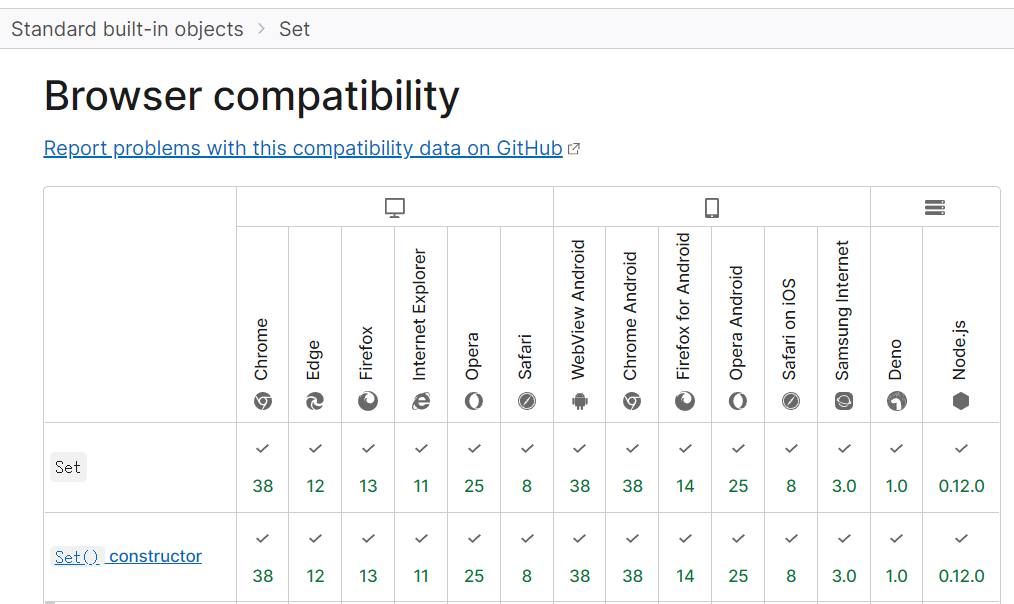 Standard built-in objects > Set
Browser compatibility
Report problems with this compatibility data on GitHub
Chrome
Edge
Firefox
Internet Explorer
Opera
Safari
WebView Android
Chrome Android
Firefox for Android
Opera Android
Safari on iOS
Samsung Internet
Deno
Node.js
Set
✓ ✓ ✓ ✓ ✓ ✓ ✓ ✓ ✓ ✓ ✓ ✓ ✓ ✓
38 12 13 11 25 8 38 38 14 25 8 3.0 1.0 0.12.0
Set() constructor
✓ ✓ ✓ ✓ ✓ ✓ ✓ ✓ ✓ ✓ ✓ ✓ ✓ ✓
38 12 13 11 25 8 38 38 14 25 8 3.0 1.0 0.12.0